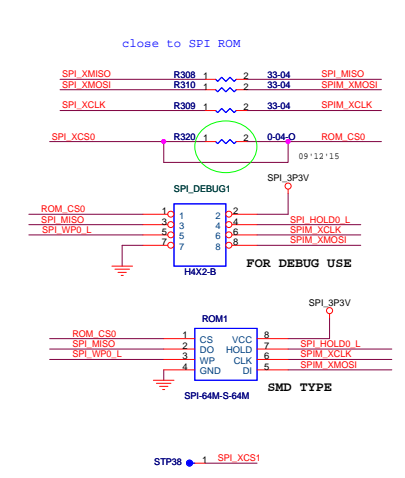 close to SPI ROM
SPI_XMISO R308 1 2 33-04 SPI_MISO
SPI_XMOSI R310 1 2 33-04 SPIM_XMOSI
SPI_XCLK R309 1 2 33-04 SPIM_XCLK
SPI_XCS0 R320 1 2 0-04-O ROM_CS0
09'12'15
SPI_3P3V
SPI_DEBUG1
ROM_CS0 1 1 2 2
SPI_MISO 3 3 4 4 SPI_HOLD0_L
SPI_WP0_L 5 5 6 6 SPIM_XCLK
7 7 8 8 SPIM_XMOSI
H4X2-B
FOR DEBUG USE
SPI_3P3V
ROM1
ROM_CS0 1 CS VCC 8
SPI_MISO 2 DO HOLD 7 SPI_HOLD0_L
SPI_WP0_L 3 WP CLK 6 SPIM_XCLK
4 GND DI 5 SPIM_XMOSI
SPI-64M-S-64M
SMD TYPE
STP38 1 SPI_XCS1